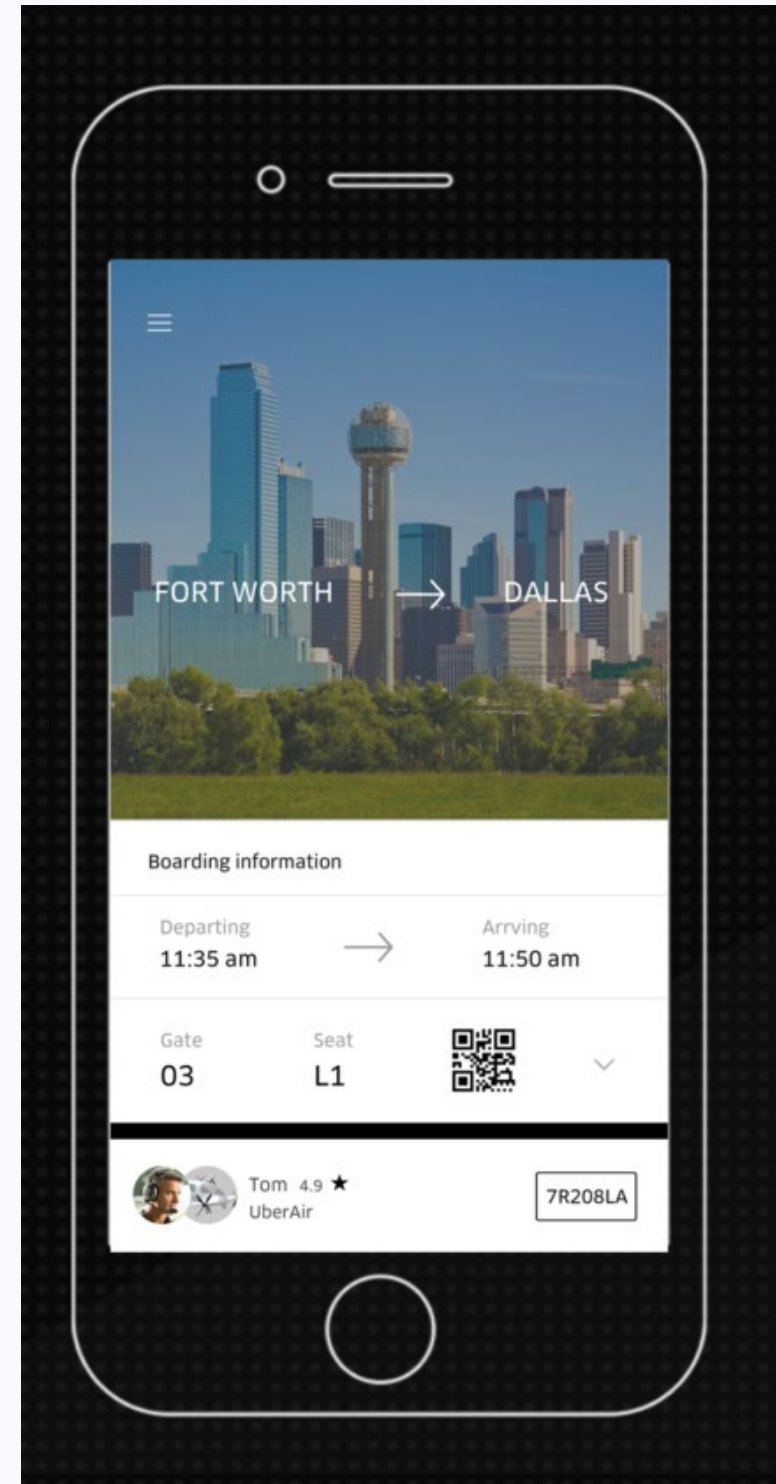 FORT WORTH → DALLAS
Boarding information
Departing → Arrving
11:35 am 11:50 am
Gate Seat
03 L1
Tom 4.9 ★
UberAir
7R208LA